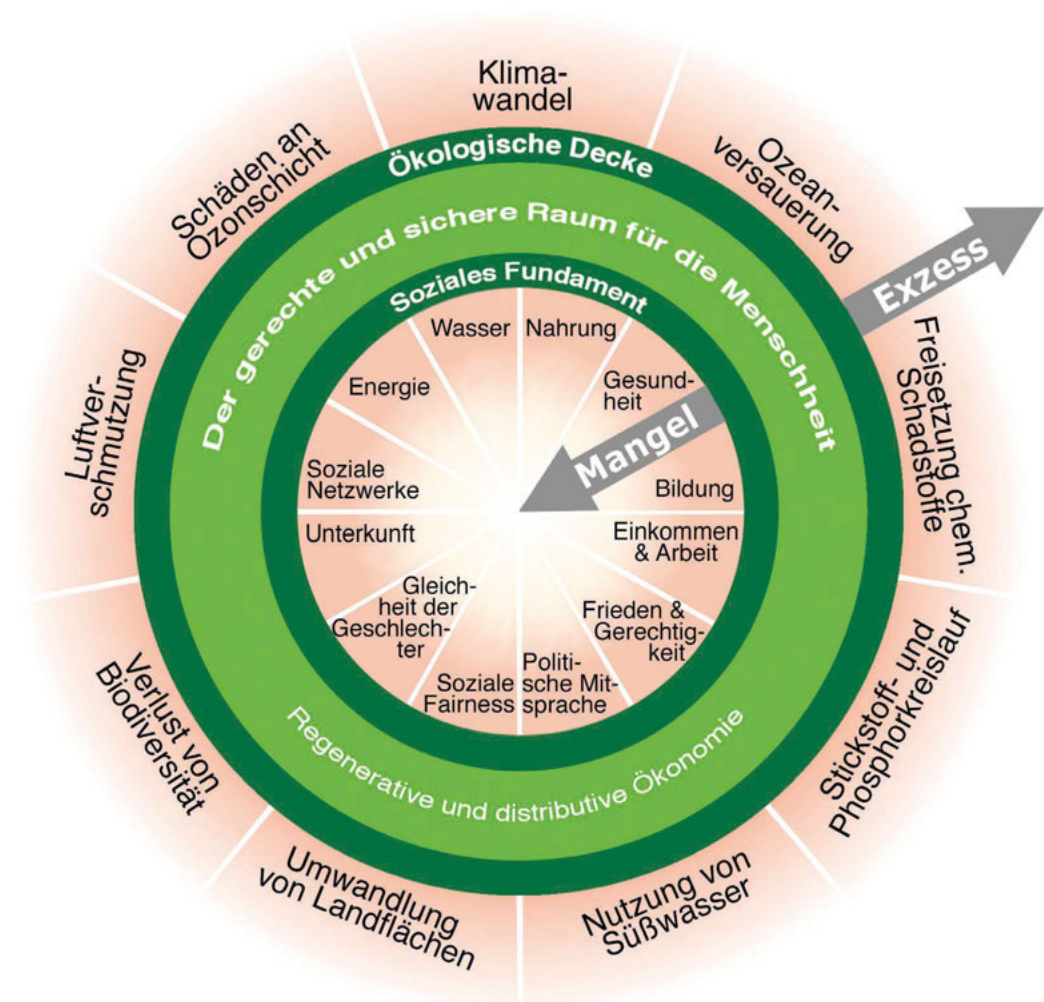 Klima-
wandel
Ozean-
versauerung
Freisetzung chem.
Schadstoffe
Stickstoff- und
Phosphorkreislauf
Nutzung von
Süßwasser
Umwandlung
von Landflächen
Verlust von
Biodiversität
Luftver-
schmutzung
Schäden an
Ozonschicht
Ökologische Decke
Der gerechte und sichere Raum für die Menschheit
Soziales Fundament
Exzess
Mangel
Wasser
Nahrung
Gesund-
heit
Bildung
Einkommen
& Arbeit
Frieden &
Gerechtig-
keit
Politi-
sche Mit-
sprache
Soziale
Fairness
Gleich-
heit der
Geschlech-
ter
Unterkunft
Soziale
Netzwerke
Energie
Regenerative und distributive Ökonomie